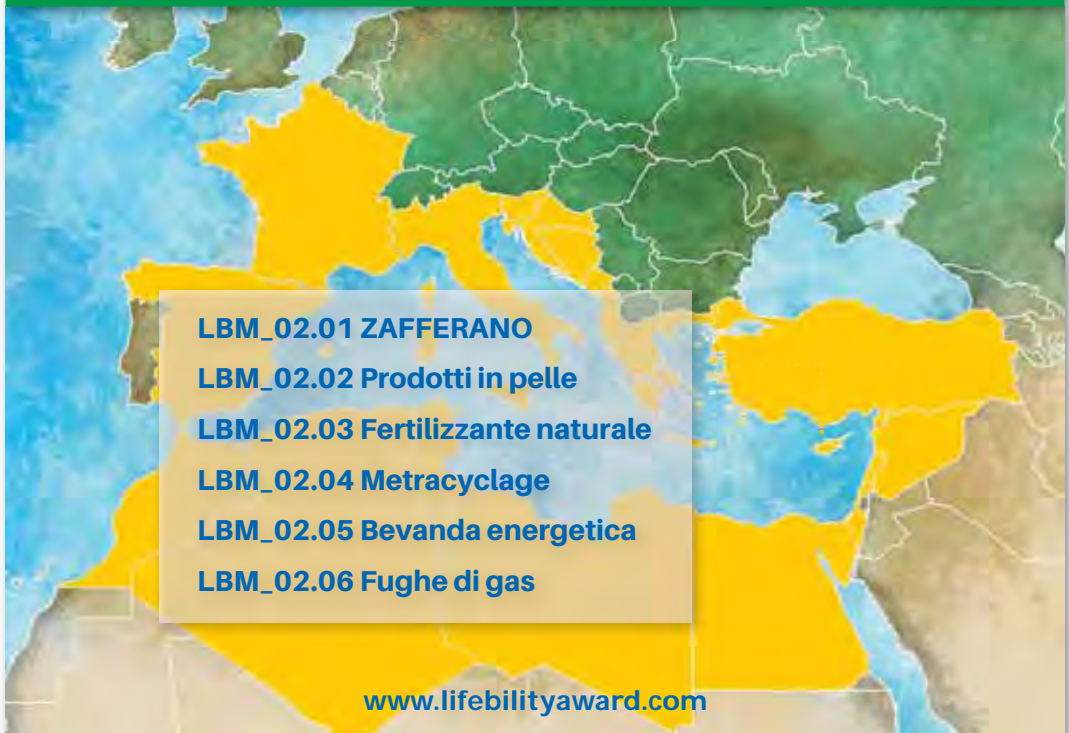 LBM_02.01 ZAFFERANO
LBM_02.02 Prodotti in pelle
LBM_02.03 Fertilizzante naturale
LBM_02.04 Metracyclage
LBM_02.05 Bevanda energetica
LBM_02.06 Fughe di gas
www.lifebilityaward.com